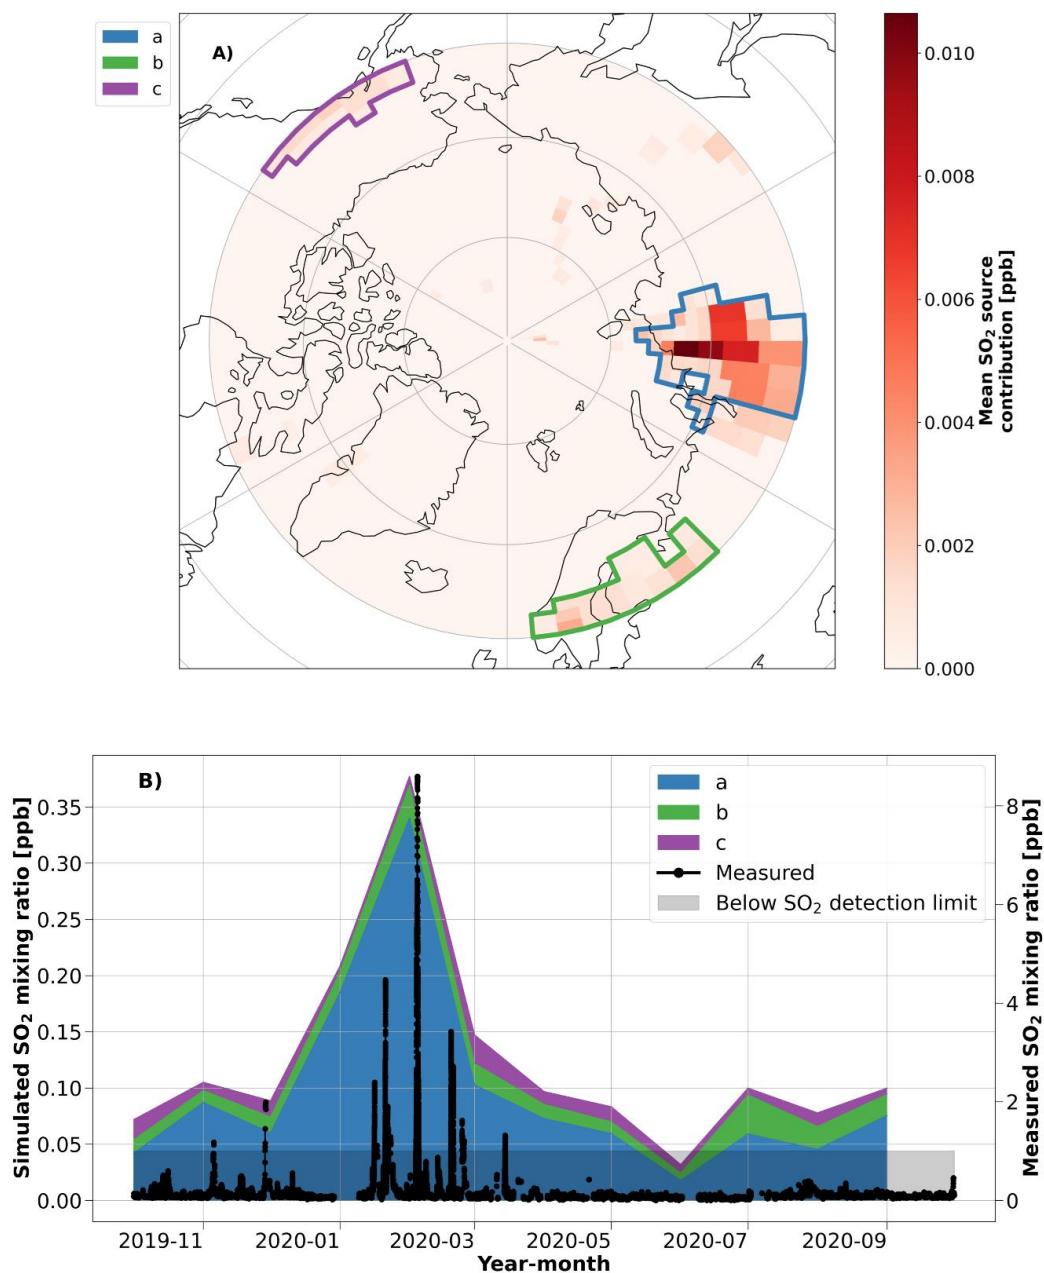 a
b
c
A)
0.010
0.008
0.006
0.004
0.002
0.000
Mean SO₂ source
contribution [ppb]
B)
a
b
c
Measured
Below SO₂ detection limit
0.35
0.30
0.25
0.20
0.15
0.10
0.05
0.00
Simulated SO₂ mixing ratio [ppb]
8
6
4
2
0
Measured SO₂ mixing ratio [ppb]
2019-11 2020-01 2020-03 2020-05 2020-07 2020-09
Year-month